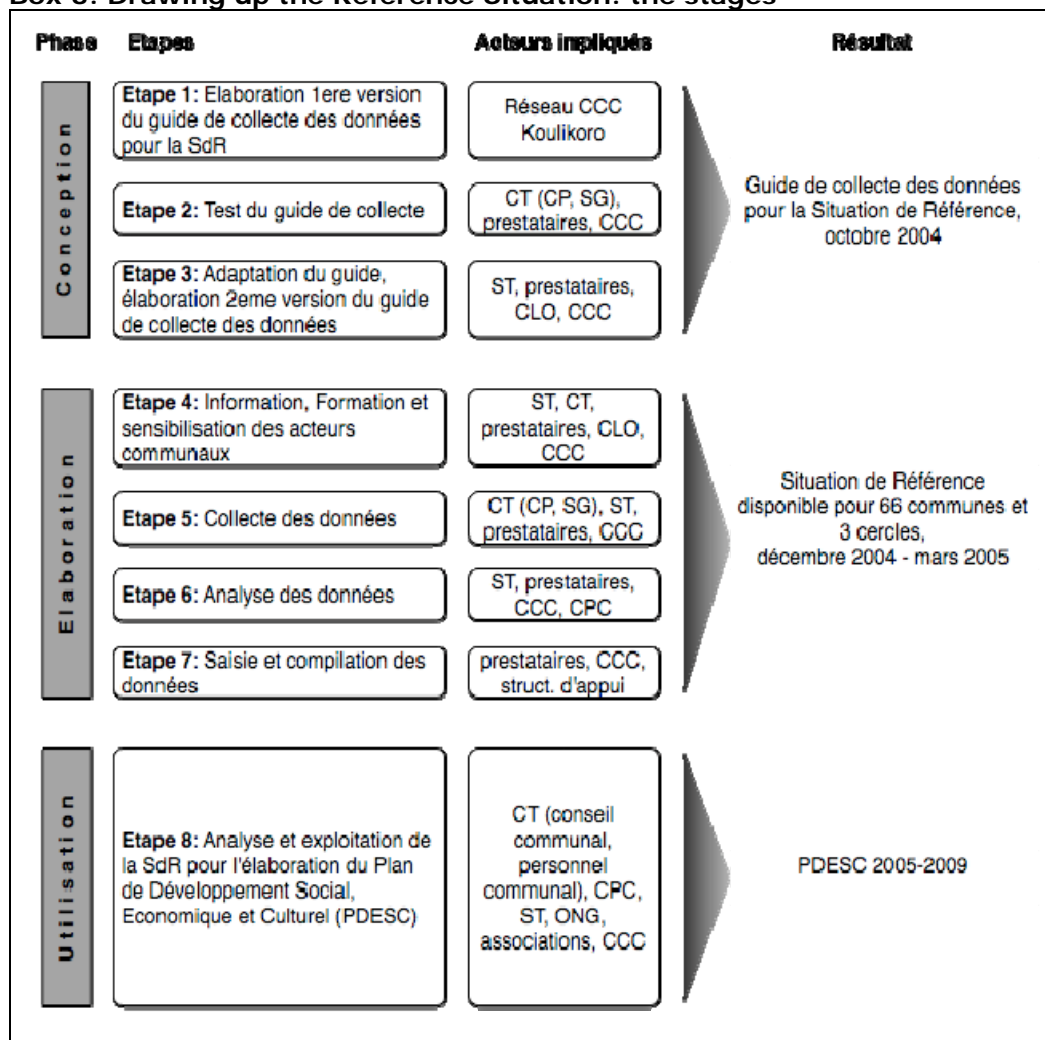 Box 3: Drawing up the Reference Situation: the stages
Phase Etapes Acteurs impliqués Résultat
Conception
Etape 1: Elaboration 1ere version
du guide de collecte des données
pour la SdR
Réseau CCC
Koulikoro
Etape 2: Test du guide de collecte
CT (CP, SG),
prestataires, CCC
Etape 3: Adaptation du guide,
élaboration 2eme version du guide
de collecte des données
ST, prestataires,
CLO, CCC
Guide de collecte des données
pour la Situation de Référence,
octobre 2004
Elaboration
Etape 4: Information, Formation et
sensibilisation des acteurs
communaux
ST, CT,
prestataires, CLO,
CCC
Etape 5: Collecte des données
CT (CP, SG), ST,
prestataires, CCC
Etape 6: Analyse des données
ST, prestataires,
CCC, CPC
Etape 7: Saisie et compilation des
données
prestataires, CCC,
struct. d'appui
Situation de Référence
disponible pour 66 communes et
3 cercles,
décembre 2004 - mars 2005
Utilisation
Etape 8: Analyse et exploitation de
la SdR pour l'élaboration du Plan
de Développement Social,
Economique et Culturel (PDESC)
CT (conseil
communal,
personnel
communal), CPC,
ST, ONG,
associations, CCC
PDESC 2005-2009